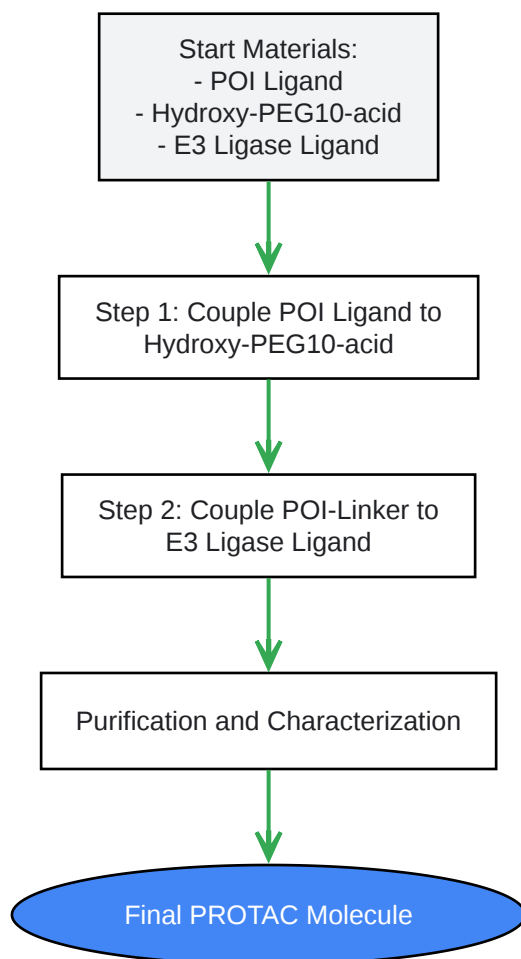 Start Materials:
- POI Ligand
- Hydroxy-PEG10-acid
- E3 Ligase Ligand
Step 1: Couple POI Ligand to
Hydroxy-PEG10-acid
Step 2: Couple POI-Linker to
E3 Ligase Ligand
Purification and Characterization
Final PROTAC Molecule